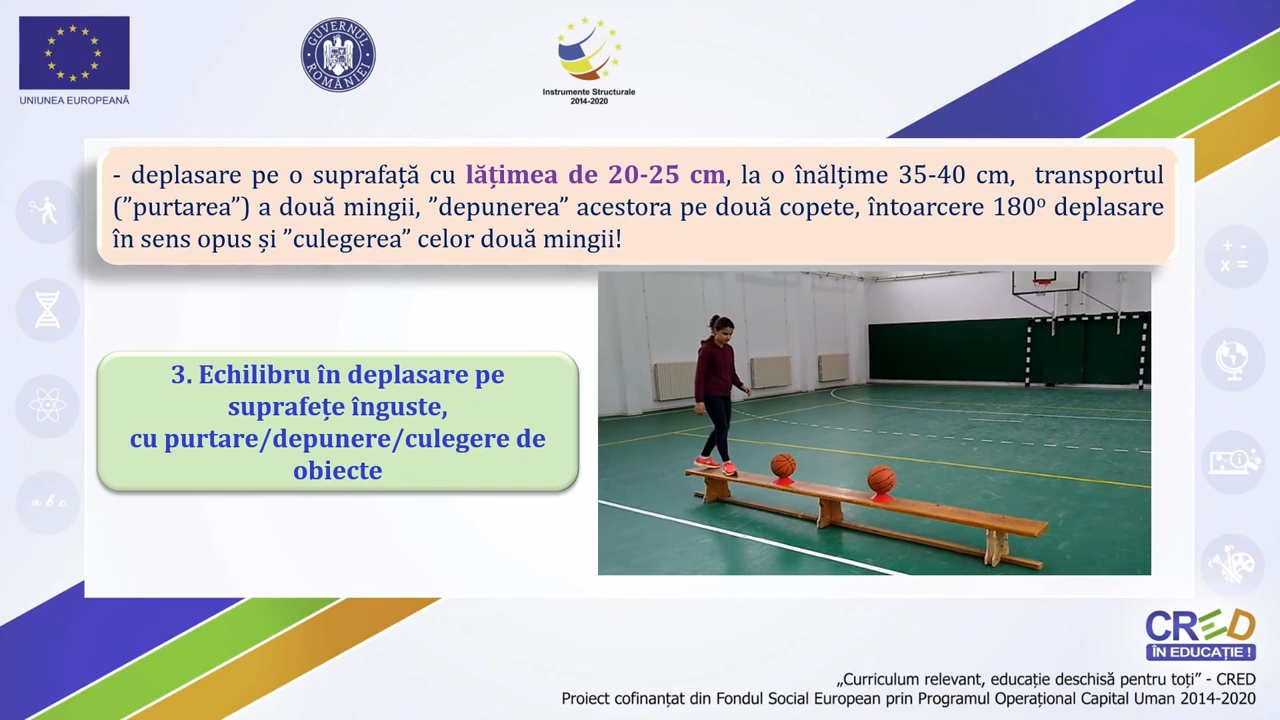 UNIUNEA EUROPEANĂ
GUVERNUL ROMÂNIEI
Instrumente Structurale
2014-2020
- deplasare pe o suprafață cu lățimea de 20-25 cm, la o înălțime 35-40 cm, transportul
(”purtarea”) a două mingii, ”depunerea” acestora pe două copete, întoarcere 180º deplasare
în sens opus și ”culegerea” celor două mingii!
3. Echilibru în deplasare pe
suprafețe înguste,
cu purtare/depunere/culegere de
obiecte
+ -
x =
a b c
CRED
ÎN EDUCAȚIE !
„Curriculum relevant, educație deschisă pentru toți” - CRED
Proiect cofinanțat din Fondul Social European prin Programul Operațional Capital Uman 2014-2020